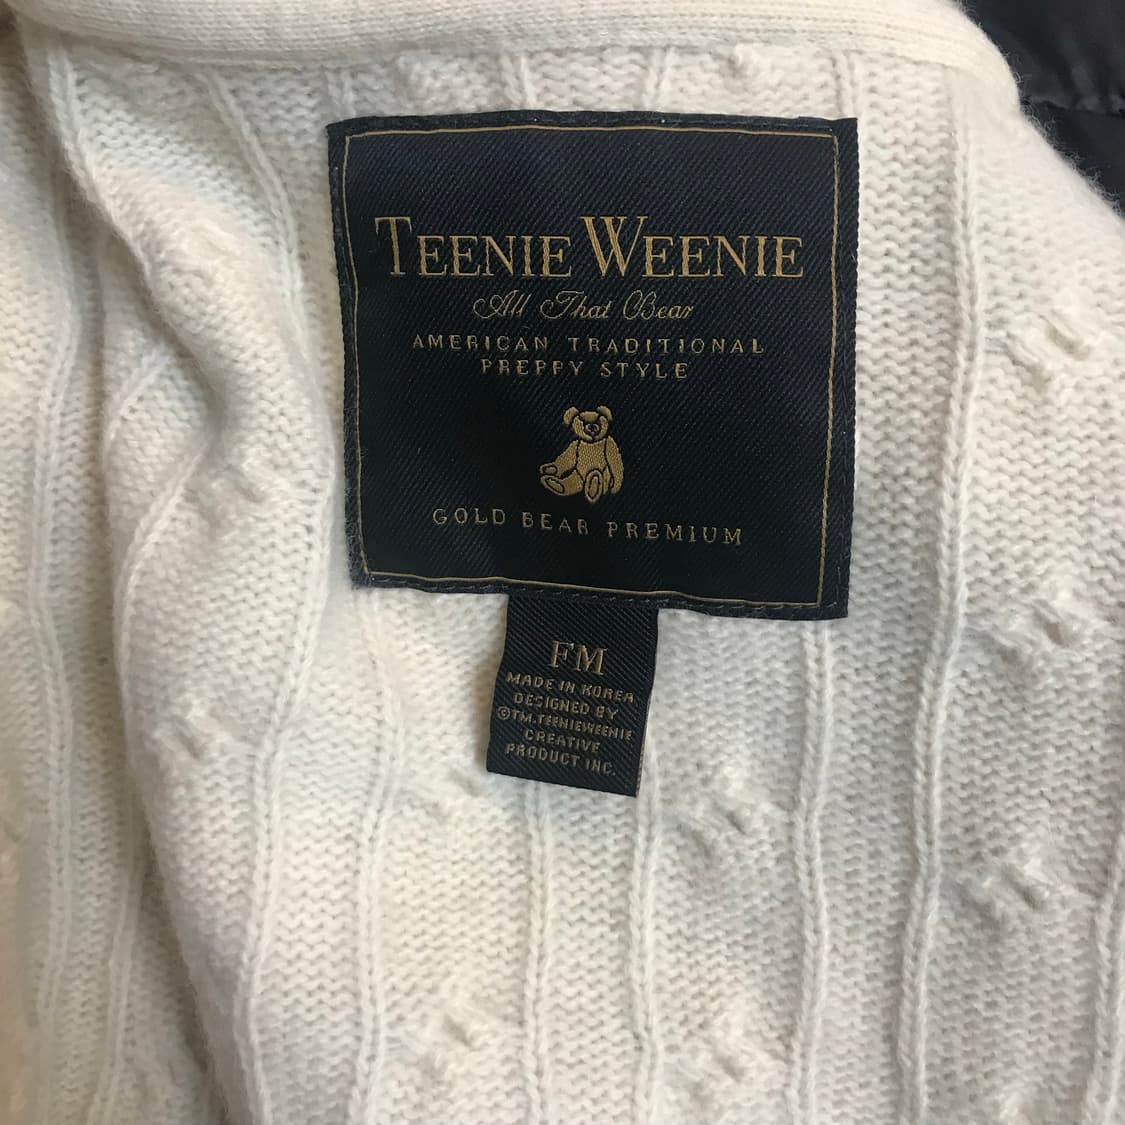 TEENIE WEENIE
All That Bear
AMERICAN TRADITIONAL
PREPPY STYLE
GOLD BEAR PREMIUM
FM
MADE IN KOREA
DESIGNED BY
©TM.TEENIEWEENIE
CREATIVE
PRODUCT INC.